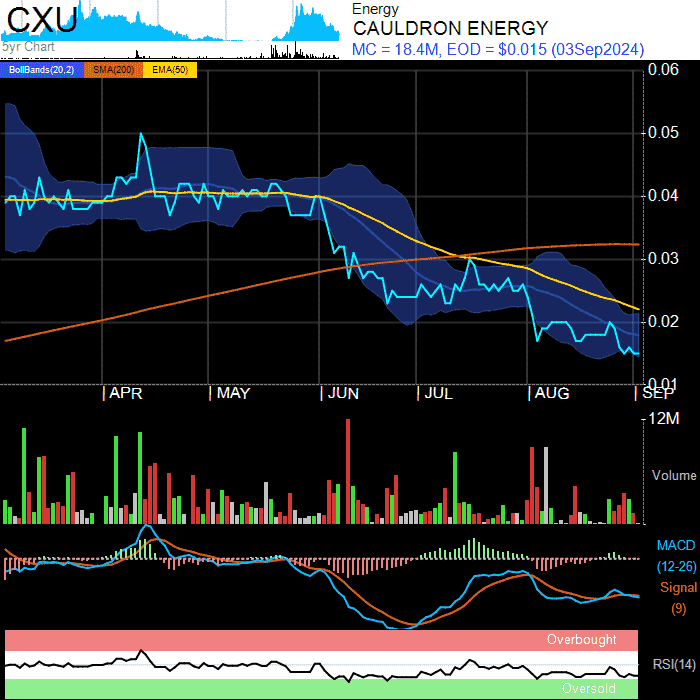 CXU
5yr Chart
Energy
CAULDRON ENERGY
MC = 18.4M, EOD = $0.015 (03Sep2024)
BollBands(20,2) SMA(200) EMA(50)
0.06
0.05
0.04
0.03
0.02
0.01
APR MAY JUN JUL AUG SEP
12M
Volume
MACD
(12-26)
Signal
(9)
Overbought
RSI(14)
Oversold